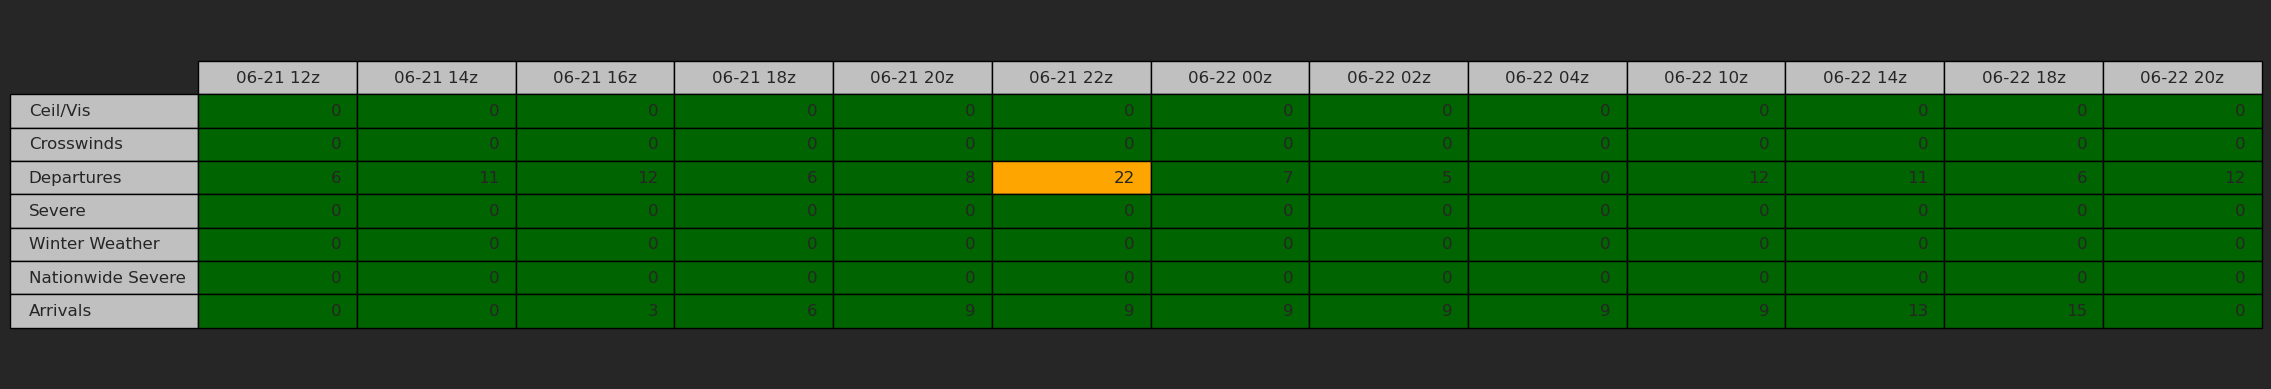 06-21 12z 06-21 14z 06-21 16z 06-21 18z 06-21 20z 06-21 22z 06-22 00z 06-22 02z 06-22 04z 06-22 10z 06-22 14z 06-22 18z 06-22 20z
Ceil/Vis 0 0 0 0 0 0 0 0 0 0 0 0 0
Crosswinds 0 0 0 0 0 0 0 0 0 0 0 0 0
Departures 6 11 12 6 8 22 7 5 0 12 11 6 12
Severe 0 0 0 0 0 0 0 0 0 0 0 0 0
Winter Weather 0 0 0 0 0 0 0 0 0 0 0 0 0
Nationwide Severe 0 0 0 0 0 0 0 0 0 0 0 0 0
Arrivals 0 0 3 6 9 9 9 9 9 9 13 15 0